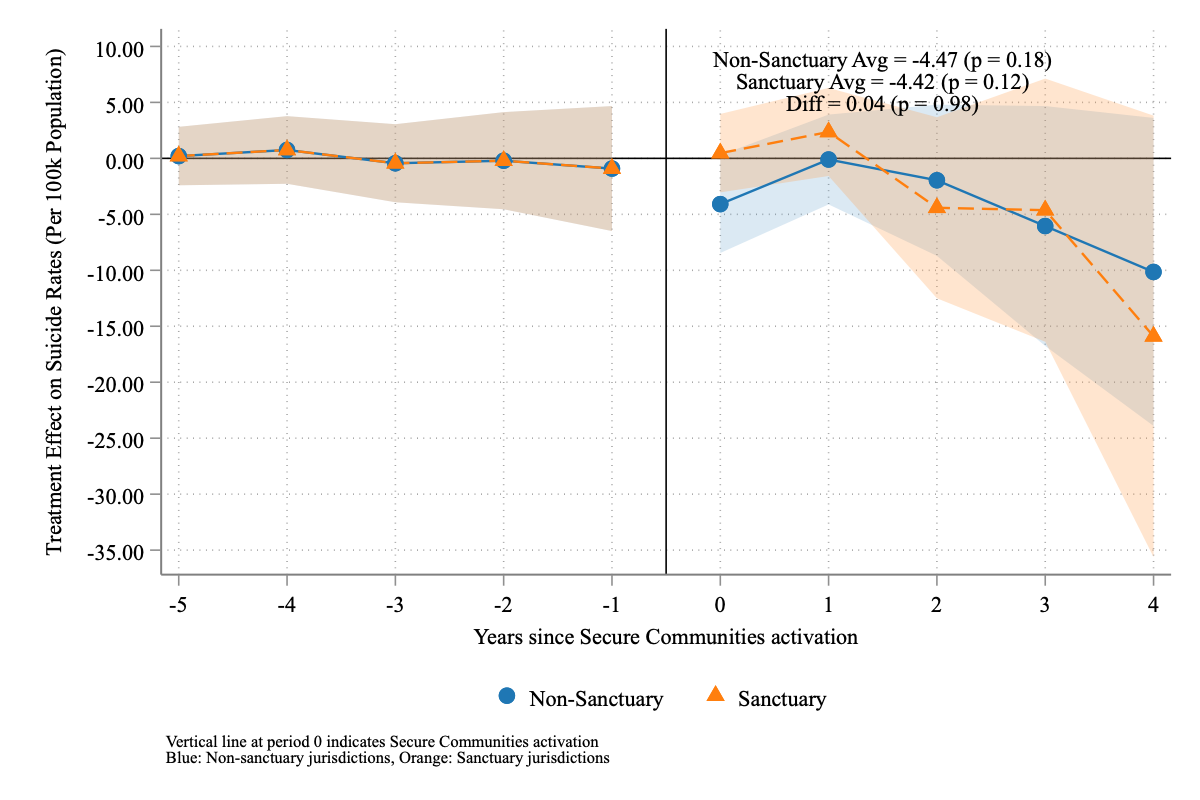 Non-Sanctuary Avg = -4.47 (p = 0.18)
Sanctuary Avg = -4.42 (p = 0.12)
Diff = 0.04 (p = 0.98)
Treatment Effect on Suicide Rates (Per 100k Population)
10.00
5.00
0.00
-5.00
-10.00
-15.00
-20.00
-25.00
-30.00
-35.00
-5 -4 -3 -2 -1 0 1 2 3 4
Years since Secure Communities activation
Non-Sanctuary Sanctuary
Vertical line at period 0 indicates Secure Communities activation
Blue: Non-sanctuary jurisdictions, Orange: Sanctuary jurisdictions